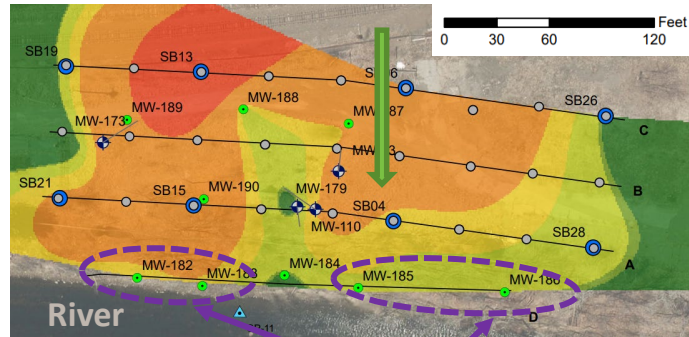 Feet
0 30 60 120
SB19
SB13
SB26
MW-188
MW-189
MW-173
C
SB21
SB15
MW-190
MW-179
MW-110
SB04
SB28
B
A
MW-182
MW-183
MW-184
MW-185
MW-186
D
River